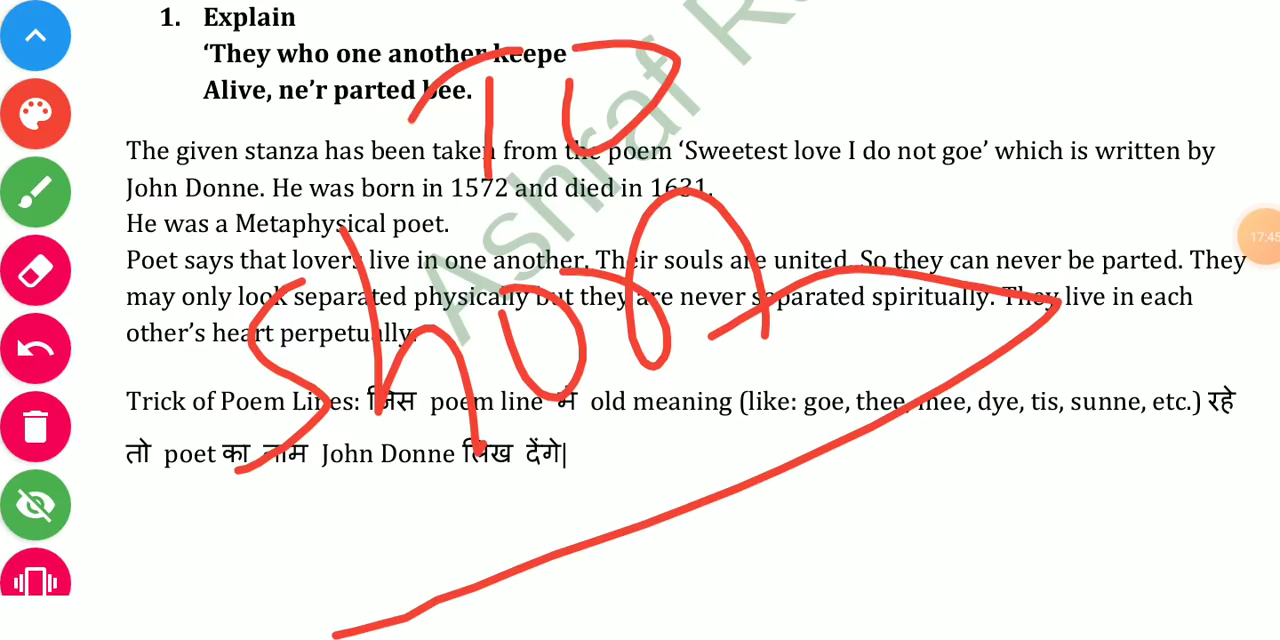 1. Explain
‘They who one another keepe
Alive, ne’r parted bee.
The given stanza has been taken from the poem ‘Sweetest love I do not goe’ which is written by
John Donne. He was born in 1572 and died in 1631.
He was a Metaphysical poet.
Poet says that lovers live in one another. Their souls are united. So they can never be parted. They
may only look separated physically but they are never separated spiritually. They live in each
other’s heart perpetually.
Trick of Poem Lines: जिस poem line में old meaning (like: goe, thee, mee, dye, tis, sunne, etc.) रहे
तो poet का नाम John Donne लिख देंगे|
Ashraf
17:45